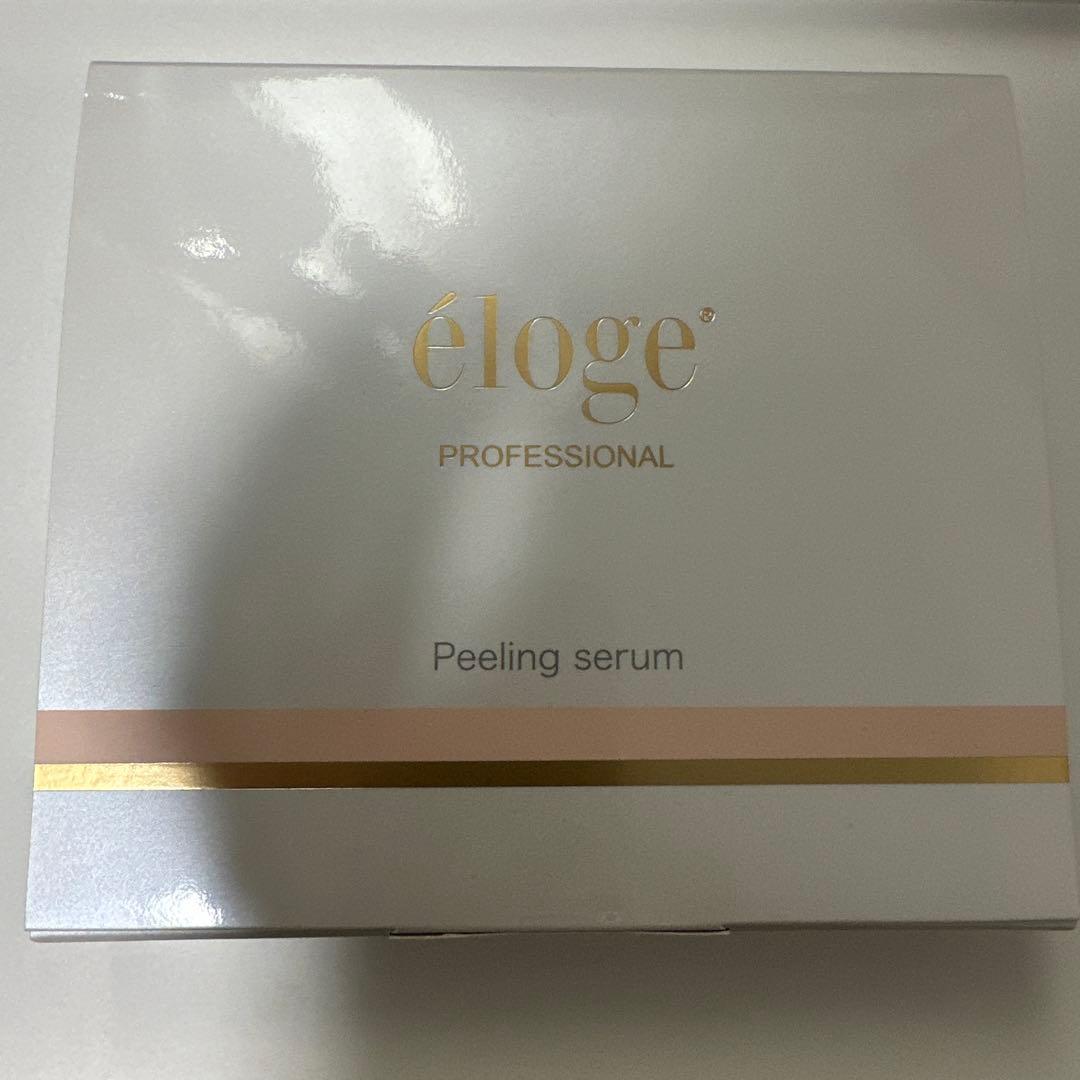 éloge®
PROFESSIONAL
Peeling serum